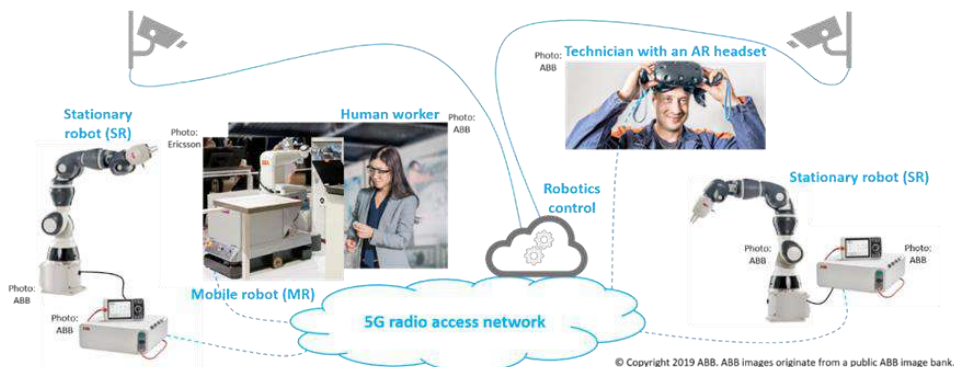 Photo:
ABB
Technician with an AR headset
Stationary
robot (SR)
Photo:
Ericsson
Human worker
Photo:
ABB
Robotics
control
Stationary robot (SR)
Photo:
ABB
Photo:
ABB
Photo:
ABB
Mobile robot (MR)
Photo:
ABB
5G radio access network
© Copyright 2019 ABB. ABB images originate from a public ABB image bank.